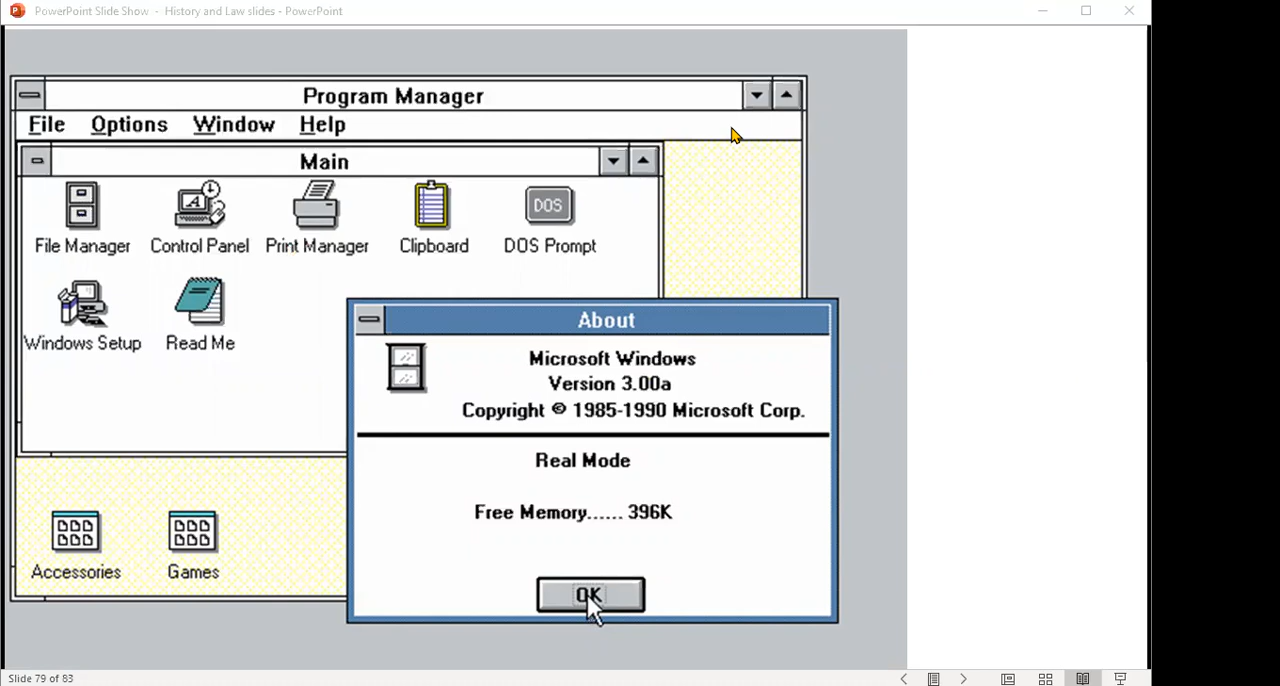 PowerPoint Slide Show - History and Law slides - PowerPoint
Program Manager
File Options Window Help
Main
File Manager Control Panel Print Manager Clipboard DOS Prompt
DOS
Windows Setup Read Me
About
Microsoft Windows
Version 3.00a
Copyright © 1985-1990 Microsoft Corp.
Real Mode
Free Memory...... 396K
OK
Accessories Games
Slide 79 of 83